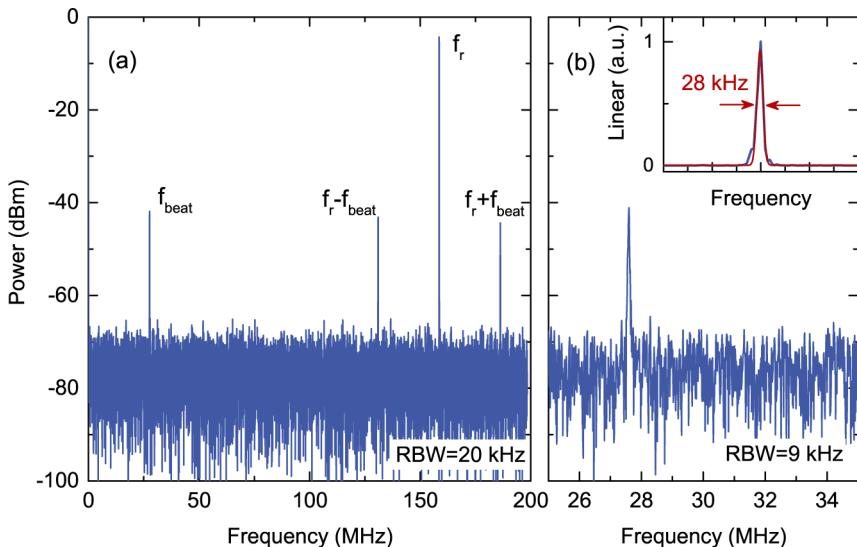 0
-20
-40
-60
-80
-100
Power (dBm)
(a)
f_r
f_beat
f_r-f_beat
f_r+f_beat
RBW=20 kHz
0
50
100
150
200
Frequency (MHz)
(b)
1
0
Linear (a.u.)
28 kHz
Frequency
RBW=9 kHz
26
28
30
32
34
Frequency (MHz)